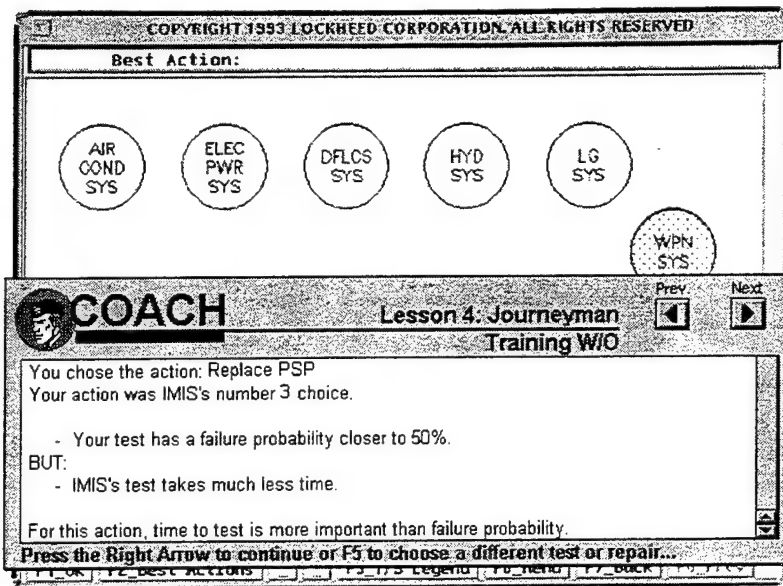 COPYRIGHT 1993 LOCKHEED CORPORATION, ALL RIGHTS RESERVED
Best Action:
AIR
COND
SYS
ELEC
PWR
SYS
DFLCS
SYS
HYD
SYS
LG
SYS
WPN
SYS
COACH
Lesson 4: Journeyman
Training W/O
Prev
Next
You chose the action: Replace PSP
Your action was IMIS's number 3 choice.
- Your test has a failure probability closer to 50%.
BUT:
- IMIS's test takes much less time.
For this action, time to test is more important than failure probability.
Press the Right Arrow to continue or F5 to choose a different test or repair...